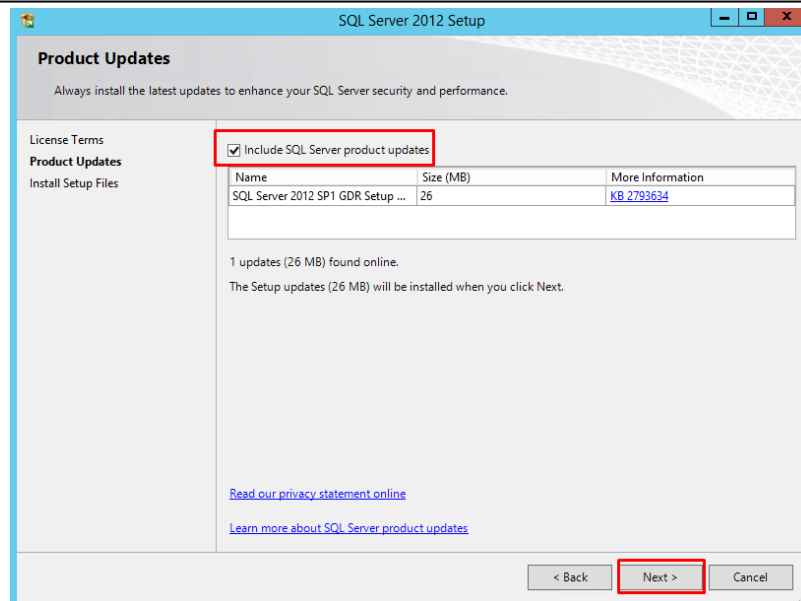 SQL Server 2012 Setup
Product Updates
Always install the latest updates to enhance your SQL Server security and performance.
License Terms
Product Updates
Install Setup Files
Include SQL Server product updates
Name Size (MB) More Information
SQL Server 2012 SP1 GDR Setup ... 26 KB 2793634
1 updates (26 MB) found online.
The Setup updates (26 MB) will be installed when you click Next.
Read our privacy statement online
Learn more about SQL Server product updates
< Back Next > Cancel